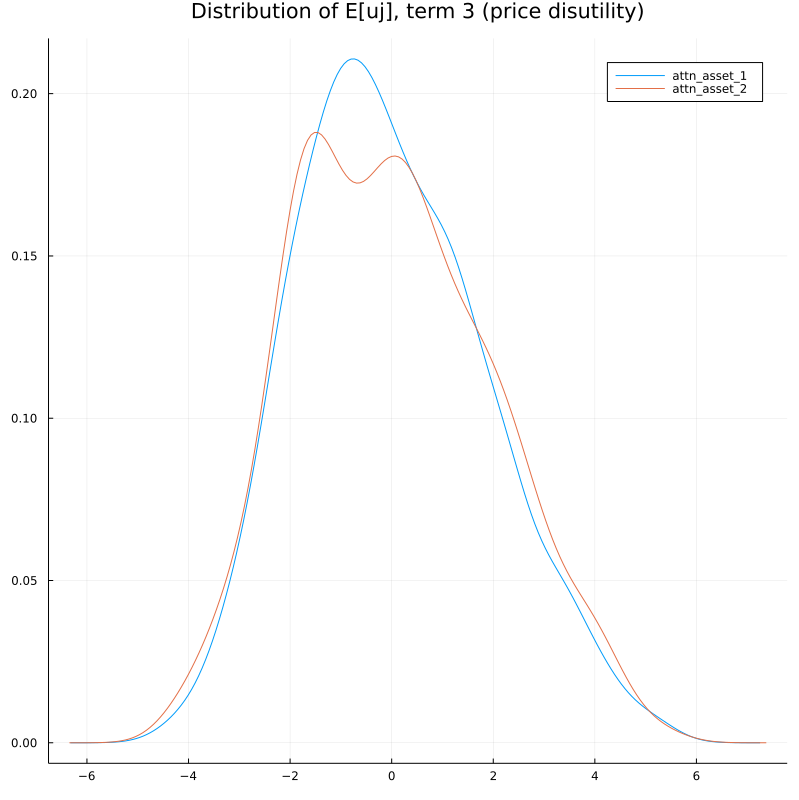 Distribution of E[uj], term 3 (price disutility)
attn_asset_1
attn_asset_2
0.20
0.15
0.10
0.05
0.00
−6 −4 −2 0 2 4 6